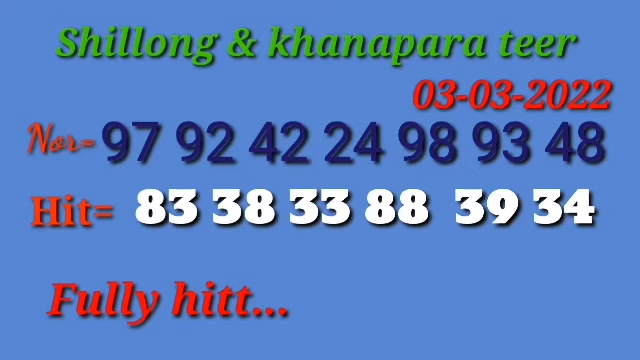 Shillong & khanapara teer
03-03-2022
Nor= 97 92 42 24 98 93 48
Hit= 83 38 33 88 39 34
Fully hitt...